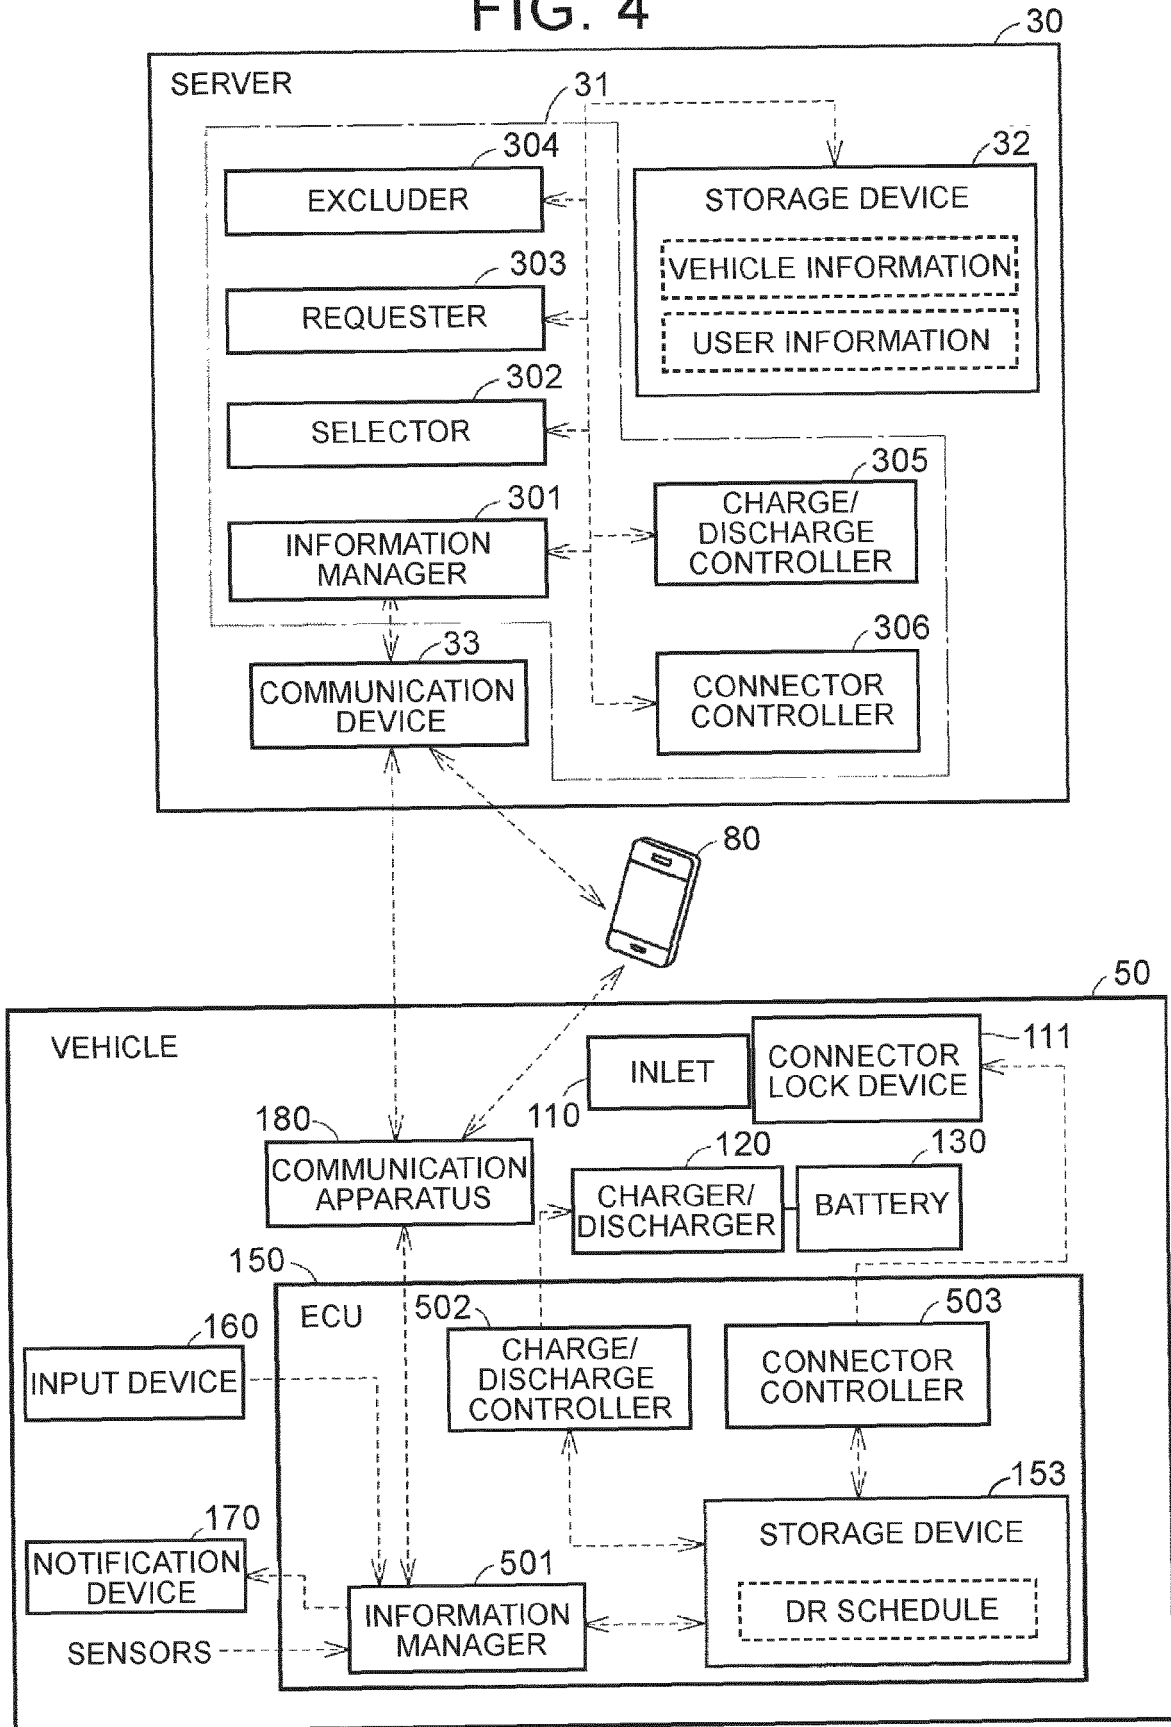 FIG. 4
30
SERVER
31
304
EXCLUDER
32
STORAGE DEVICE
VEHICLE INFORMATION
USER INFORMATION
303
REQUESTER
302
SELECTOR
301
INFORMATION
MANAGER
305
CHARGE/
DISCHARGE
CONTROLLER
306
CONNECTOR
CONTROLLER
33
COMMUNICATION
DEVICE
80
50
VEHICLE
INLET
110
CONNECTOR
LOCK DEVICE
111
180
COMMUNICATION
APPARATUS
120
CHARGER/
DISCHARGER
130
BATTERY
150
ECU
160
INPUT DEVICE
502
CHARGE/
DISCHARGE
CONTROLLER
503
CONNECTOR
CONTROLLER
153
STORAGE DEVICE
DR SCHEDULE
170
NOTIFICATION
DEVICE
501
INFORMATION
MANAGER
SENSORS